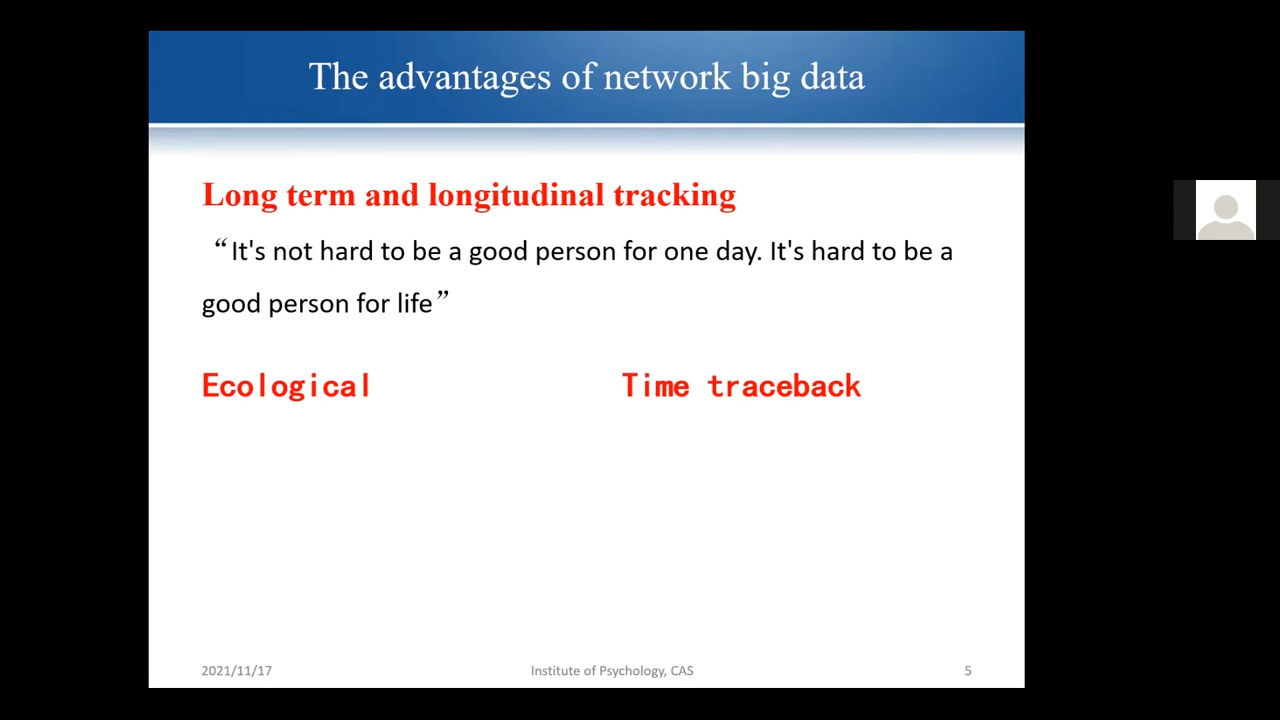 The advantages of network big data
Long term and longitudinal tracking
“It's not hard to be a good person for one day. It's hard to be a
good person for life”
Ecological Time traceback
2021/11/17 Institute of Psychology, CAS 5